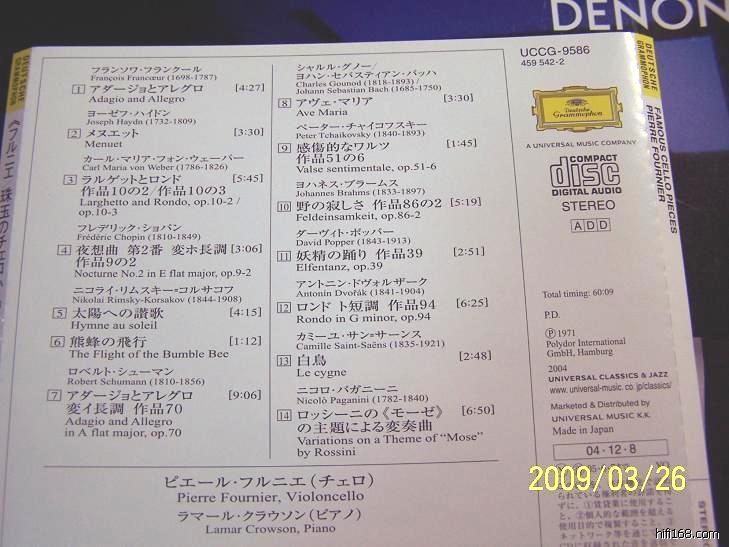 DENON
フランソワ・フランクール
François Francœur (1698-1787)
1 アダージョとアレグロ [4:27]
Adagio and Allegro
ヨーゼフ・ハイドン
Joseph Haydn (1732-1809)
2 メヌエット [3:30]
Menuet
カール・マリア・フォン・ウェーバー
Carl Maria von Weber (1786-1826)
3 ラルゲットとロンド [5:45]
作品10の2/作品10の3
Larghetto and Rondo, op.10-2 /
op.10-3
フレデリック・ショパン
Frédéric Chopin (1810-1849)
4 夜想曲 第2番 変ホ長調 [3:06]
作品9の2
Nocturne No.2 in E flat major, op.9-2
ニコライ・リムスキー=コルサコフ
Nikolai Rimsky-Korsakov (1844-1908)
5 太陽への讃歌 [4:15]
Hymne au soleil
6 熊蜂の飛行 [1:12]
The Flight of the Bumble Bee
ロベルト・シューマン
Robert Schumann (1810-1856)
7 アダージョとアレグロ [9:06]
変イ長調 作品70
Adagio and Allegro
in A flat major, op.70
シャルル・グノー/
ヨハン・セバスティアン・バッハ
Charles Gounod (1818-1893) /
Johann Sebastian Bach (1685-1750)
8 アヴェ・マリア [3:30]
Ave Maria
ペーター・チャイコフスキー
Peter Tchaikovsky (1840-1893)
9 感傷的なワルツ [1:45]
作品51の6
Valse sentimentale, op.51-6
ヨハネス・ブラームス
Johannes Brahms (1833-1897)
10 野の寂しさ 作品86の2 [5:19]
Feldeinsamkeit, op.86-2
ダーヴィト・ポッパー
David Popper (1843-1913)
11 妖精の踊り 作品39 [2:51]
Elfentanz, op.39
アントニン・ドヴォルザーク
Antonín Dvořák (1841-1904)
12 ロンド ト短調 作品94 [6:25]
Rondo in G minor, op.94
カミーユ・サン=サーンス
Camille Saint-Saëns (1835-1921)
13 白鳥 [2:48]
Le cygne
ニコロ・パガニーニ
Nicolò Paganini (1782-1840)
14 ロッシーニの《モーゼ》 [6:50]
の主題による変奏曲
Variations on a Theme of “Mose”
by Rossini
ピエール・フルニエ(チェロ)
Pierre Fournier, Violoncello
ラマール・クラウソン(ピアノ)
Lamar Crowson, Piano
UCCG-9586
459 542-2
Deutsche
Grammophon
A UNIVERSAL MUSIC COMPANY
COMPACT
disc
DIGITAL AUDIO
STEREO
ADD
Total timing: 60:09
P.D.
Ⓟ 1971
Polydor International
GmbH, Hamburg
2004
UNIVERSAL CLASSICS & JAZZ
www.universal-music.co.jp/classics/
Marketed & Distributed by
UNIVERSAL MUSIC K.K.
Made in Japan
04・12・8
DEUTSCHE
GRAMMOPHON
FAMOUS CELLO PIECES
PIERRE FOURNIER
STERE
DEUTSCHE
GRAMMOPHON
《フルニエ 珠玉のチェロ
2009/03/26
hifi168.com